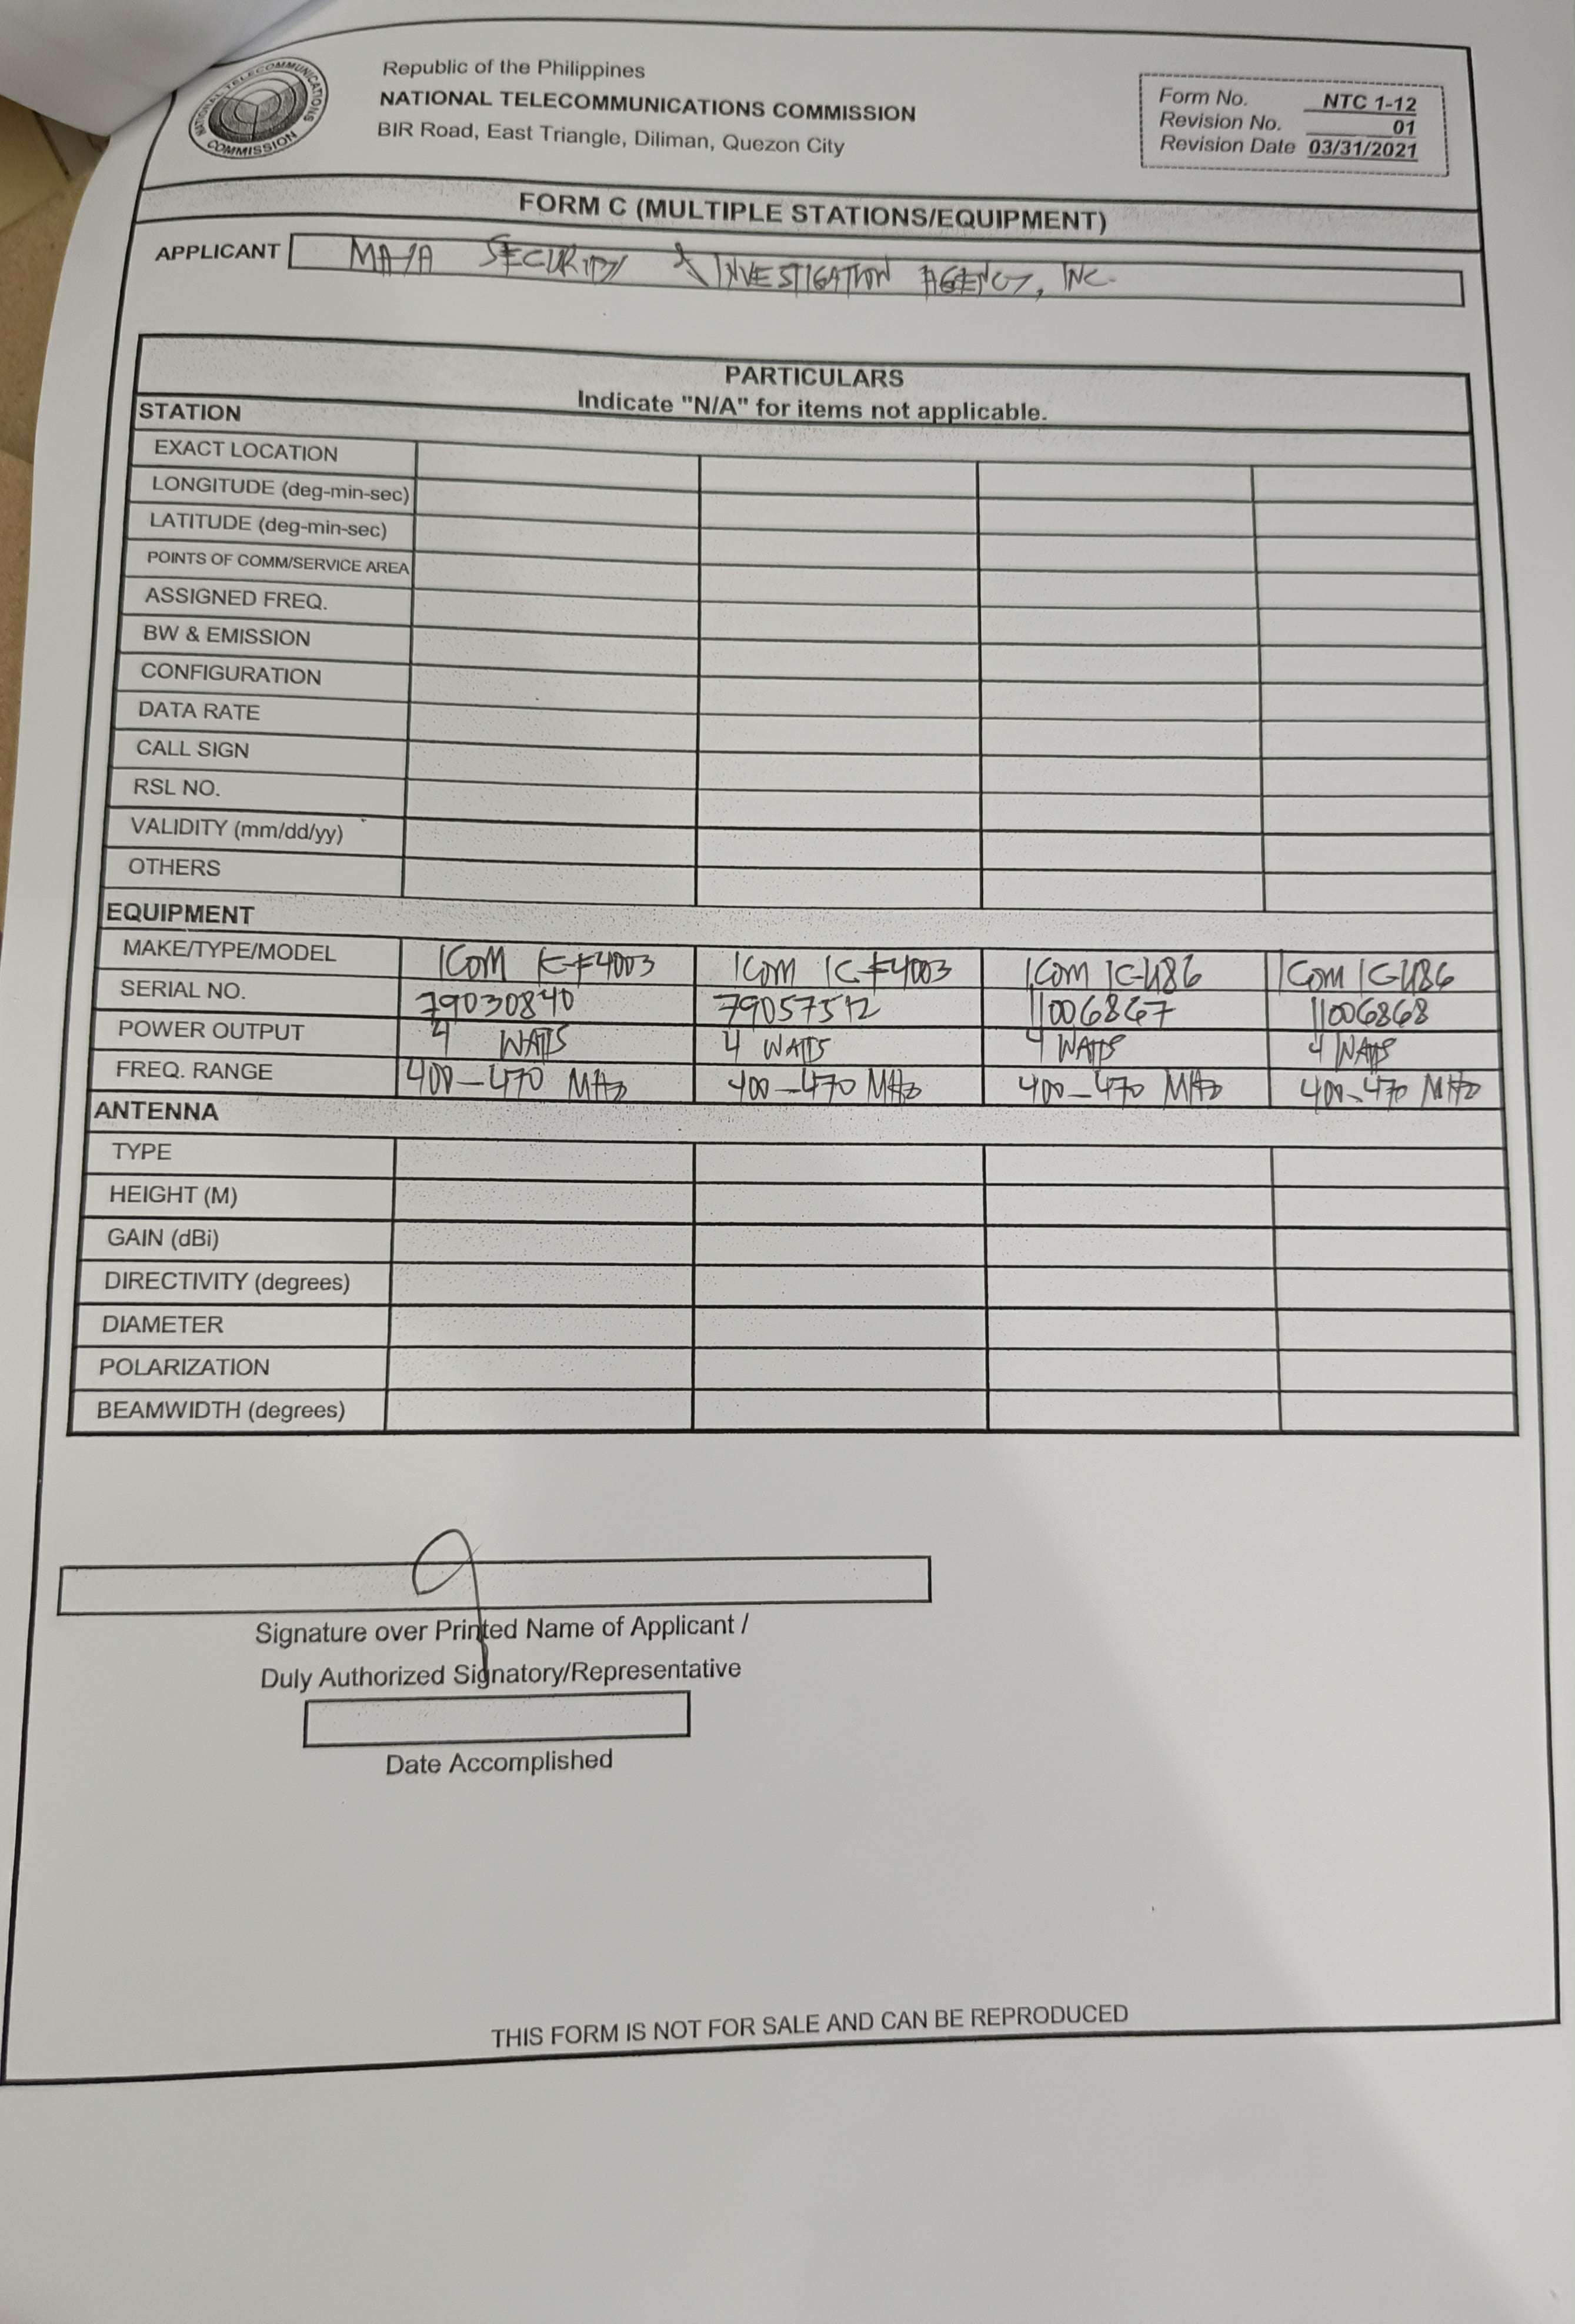 NATIONAL TELECOMMUNICATIONS COMMISSION
Republic of the Philippines
NATIONAL TELECOMMUNICATIONS COMMISSION
BIR Road, East Triangle, Diliman, Quezon City
Form No. NTC 1-12
Revision No. 01
Revision Date 03/31/2021
FORM C (MULTIPLE STATIONS/EQUIPMENT)
APPLICANT SECURITY & INVESTIGATION AGENCY, INC.
PARTICULARS
Indicate "N/A" for items not applicable.
STATION
EXACT LOCATION
LONGITUDE (deg-min-sec)
LATITUDE (deg-min-sec)
POINTS OF COMM/SERVICE AREA
ASSIGNED FREQ.
BW & EMISSION
CONFIGURATION
DATA RATE
CALL SIGN
RSL NO.
VALIDITY (mm/dd/yy)
OTHERS
EQUIPMENT
MAKE/TYPE/MODEL ICOM IC-F4003 ICOM IC-F4003 ICOM IC-U86 ICOM IC-U86
SERIAL NO. 79030840 79057512 11006867 11006868
POWER OUTPUT 4 WATTS 4 WATTS 4 WATTS 4 WATTS
FREQ. RANGE 400-470 MHz 400-470 MHz 400-470 MHz 400-470 MHz
ANTENNA
TYPE
HEIGHT (M)
GAIN (dBi)
DIRECTIVITY (degrees)
DIAMETER
POLARIZATION
BEAMWIDTH (degrees)
Signature over Printed Name of Applicant /
Duly Authorized Signatory/Representative
Date Accomplished
THIS FORM IS NOT FOR SALE AND CAN BE REPRODUCED